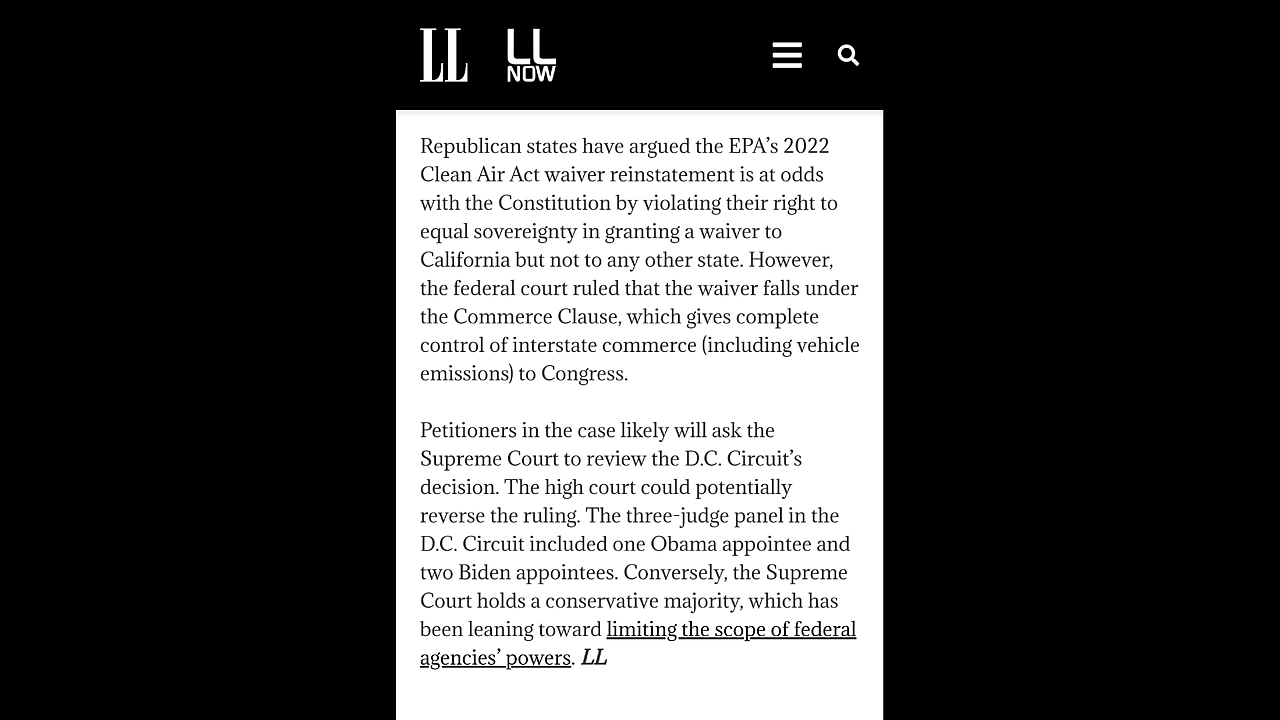 LL LL
NOW
Republican states have argued the EPA’s 2022
Clean Air Act waiver reinstatement is at odds
with the Constitution by violating their right to
equal sovereignty in granting a waiver to
California but not to any other state. However,
the federal court ruled that the waiver falls under
the Commerce Clause, which gives complete
control of interstate commerce (including vehicle
emissions) to Congress.
Petitioners in the case likely will ask the
Supreme Court to review the D.C. Circuit’s
decision. The high court could potentially
reverse the ruling. The three-judge panel in the
D.C. Circuit included one Obama appointee and
two Biden appointees. Conversely, the Supreme
Court holds a conservative majority, which has
been leaning toward limiting the scope of federal
agencies’ powers. LL